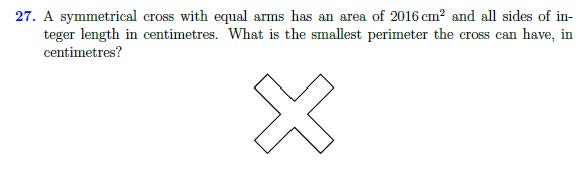 27. A symmetrical cross with equal arms has an area of 2016 cm² and all sides of in-
teger length in centimetres. What is the smallest perimeter the cross can have, in
centimetres?